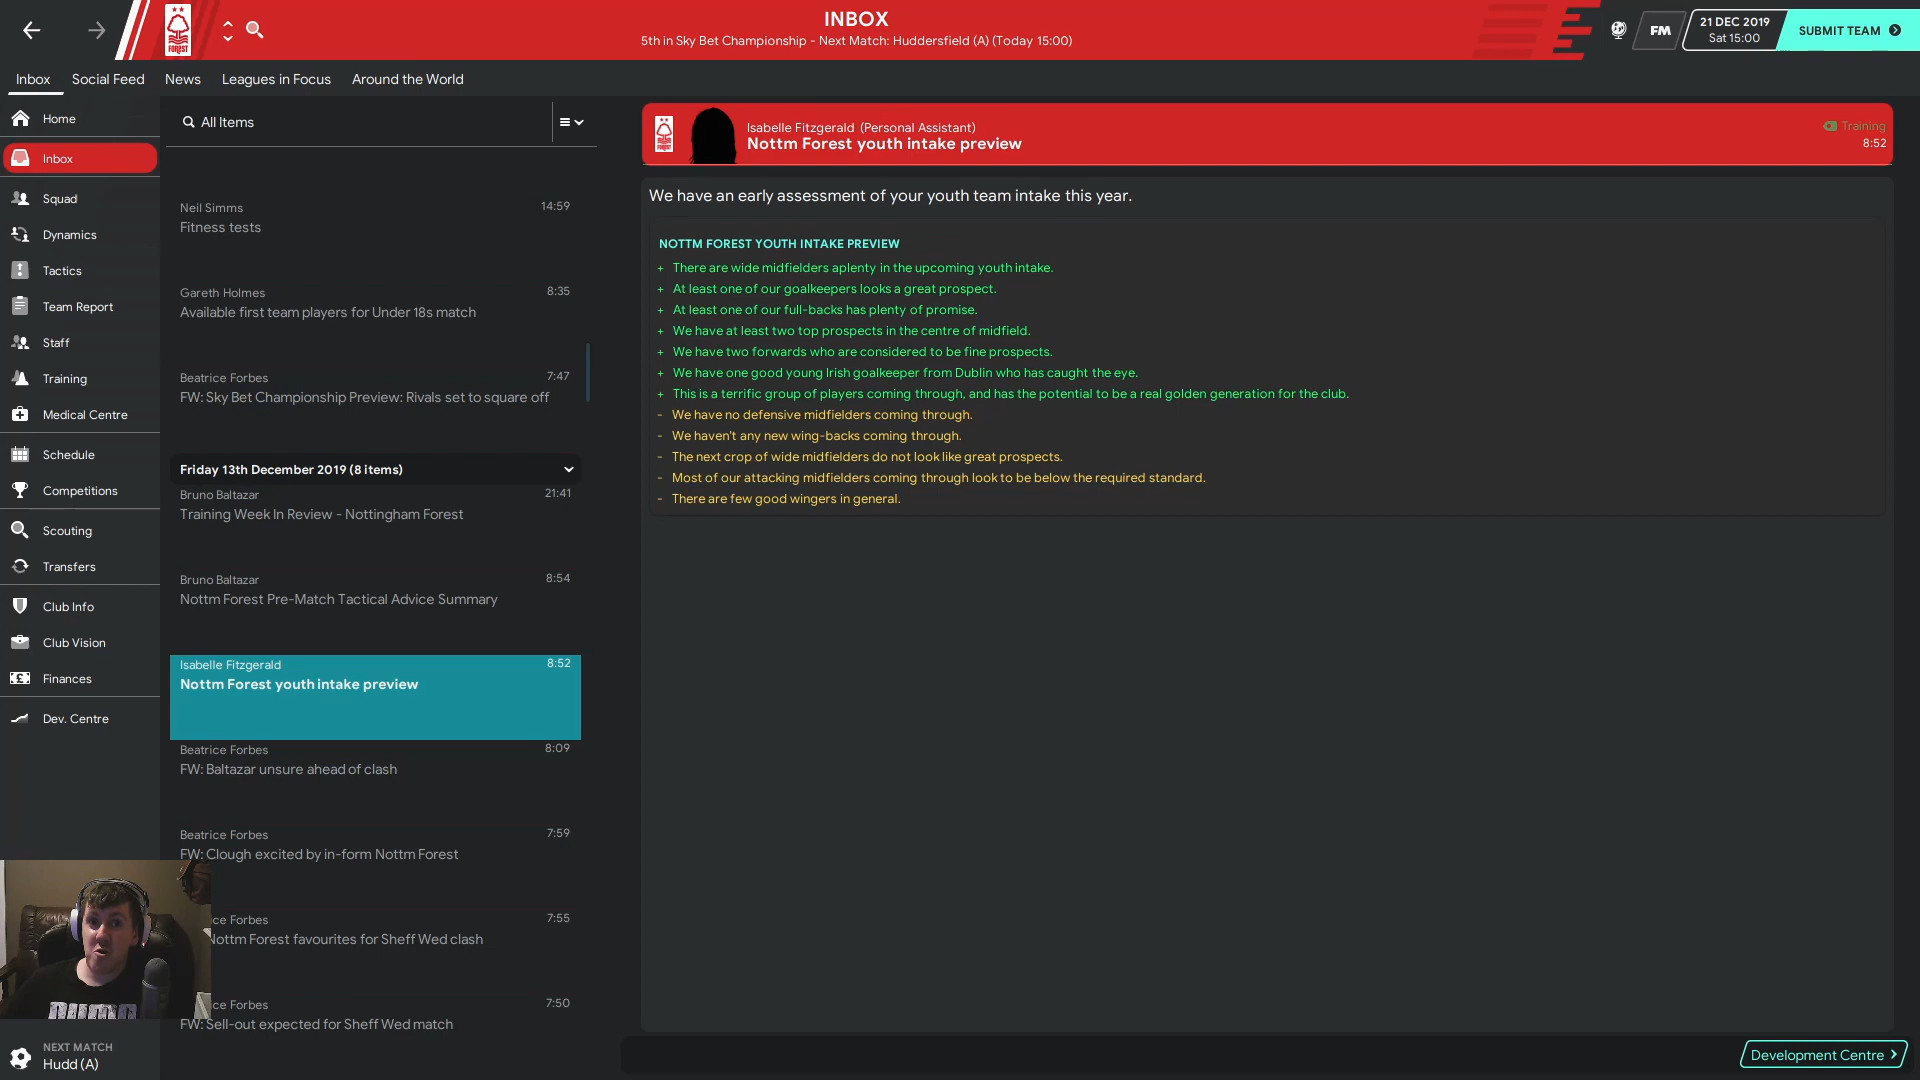 INBOX
5th in Sky Bet Championship - Next Match: Huddersfield (A) (Today 15:00)
FOREST
FM
21 DEC 2019
Sat 15:00
SUBMIT TEAM
Inbox
Social Feed
News
Leagues in Focus
Around the World
Home
Inbox
Squad
Dynamics
Tactics
Team Report
Staff
Training
Medical Centre
Schedule
Competitions
Scouting
Transfers
Club Info
Club Vision
Finances
Dev. Centre
NEXT MATCH
Hudd (A)
All Items
Neil Simms 14:59
Fitness tests
Gareth Holmes 8:35
Available first team players for Under 18s match
Beatrice Forbes 7:47
FW: Sky Bet Championship Preview: Rivals set to square off
Friday 13th December 2019 (8 items)
Bruno Baltazar 21:41
Training Week In Review - Nottingham Forest
Bruno Baltazar 8:54
Nottm Forest Pre-Match Tactical Advice Summary
Isabelle Fitzgerald 8:52
Nottm Forest youth intake preview
Beatrice Forbes 8:09
FW: Baltazar unsure ahead of clash
Beatrice Forbes 7:59
FW: Clough excited by in-form Nottm Forest
ice Forbes 7:55
Nottm Forest favourites for Sheff Wed clash
ice Forbes 7:50
FW: Sell-out expected for Sheff Wed match
Isabelle Fitzgerald (Personal Assistant)
Nottm Forest youth intake preview
Training
8:52
We have an early assessment of your youth team intake this year.
NOTTM FOREST YOUTH INTAKE PREVIEW
+ There are wide midfielders aplenty in the upcoming youth intake.
+ At least one of our goalkeepers looks a great prospect.
+ At least one of our full-backs has plenty of promise.
+ We have at least two top prospects in the centre of midfield.
+ We have two forwards who are considered to be fine prospects.
+ We have one good young Irish goalkeeper from Dublin who has caught the eye.
+ This is a terrific group of players coming through, and has the potential to be a real golden generation for the club.
- We have no defensive midfielders coming through.
- We haven't any new wing-backs coming through.
- The next crop of wide midfielders do not look like great prospects.
- Most of our attacking midfielders coming through look to be below the required standard.
- There are few good wingers in general.
Development Centre